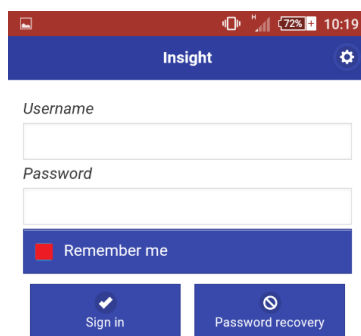 H 72% 10:19
Insight
Username
Password
Remember me
Sign in Password recovery